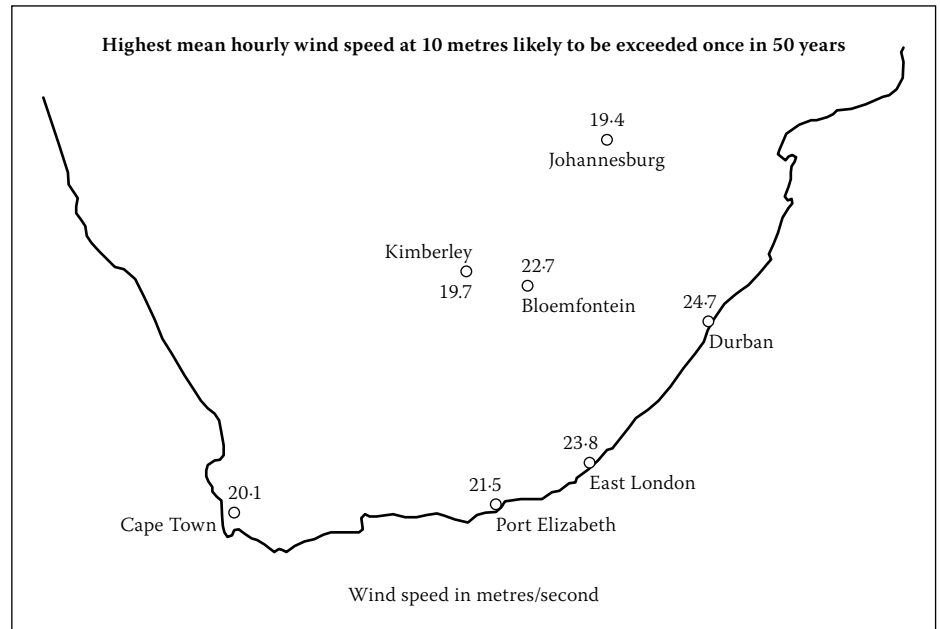 Highest mean hourly wind speed at 10 metres likely to be exceeded once in 50 years
19·4
Johannesburg
Kimberley
19.7
22·7
Bloemfontein
24·7
Durban
23·8
East London
21·5
Port Elizabeth
20·1
Cape Town
Wind speed in metres/second